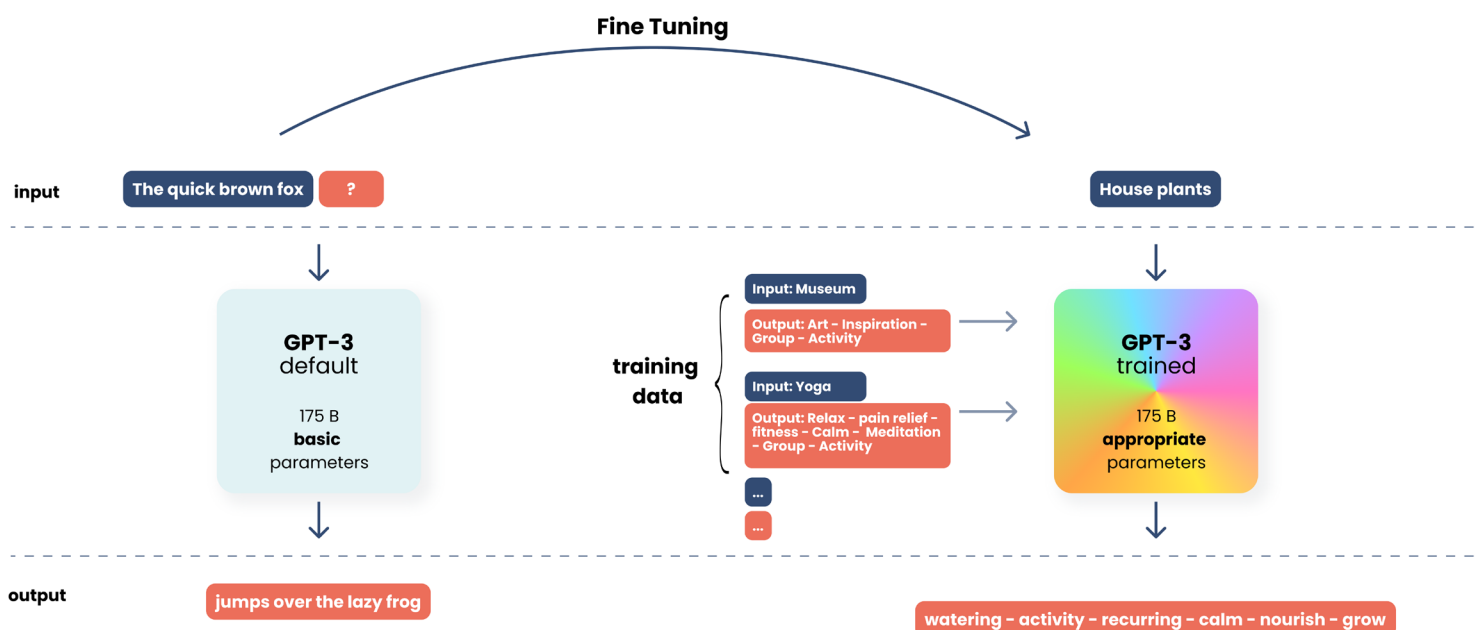 Fine Tuning
input
The quick brown fox
?
House plants
GPT-3
default
175 B
basic
parameters
training
data
Input: Museum
Output: Art - Inspiration -
Group - Activity
Input: Yoga
Output: Relax - pain relief -
fitness - Calm - Meditation
- Group - Activity
...
...
GPT-3
trained
175 B
appropriate
parameters
output
jumps over the lazy frog
watering - activity - recurring - calm - nourish - grow